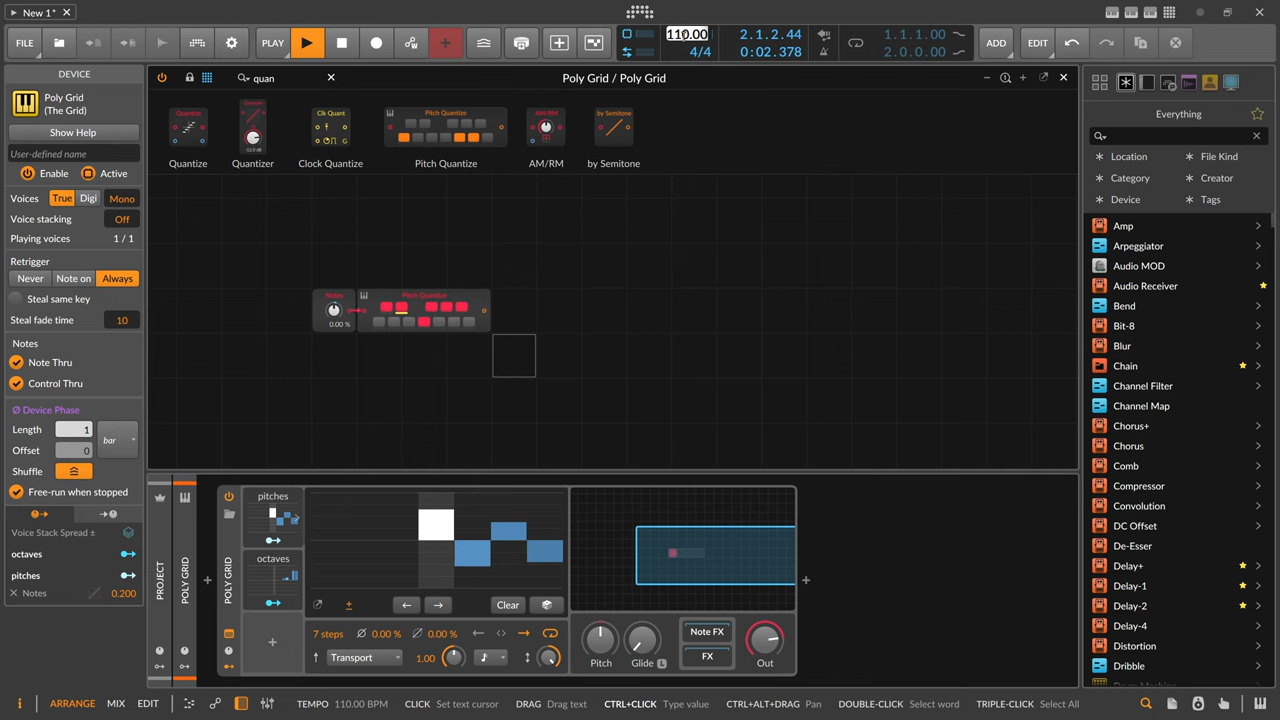 New 1*
FILE
PLAY
110.00
4/4
2.1.2.44
0:02.378
1.1.1.00
2.0.0.00
ADD
EDIT
DEVICE
Poly Grid
(The Grid)
Show Help
User-defined name
Enable
Active
Voices
True
Digi
Mono
Voice stacking
Off
Playing voices
1 / 1
Retrigger
Never
Note on
Always
Steal same key
Steal fade time
10
Notes
Note Thru
Control Thru
Ø Device Phase
Length
1
bar
Offset
0
Shuffle
Free-run when stopped
Voice Stack Spread ±
octaves
pitches
Notes
0.200
quan
Poly Grid / Poly Grid
Quantize
Clk Quant
Pitch Quantize
AM/RM
by Semitone
Quantize
Quantizer
Clock Quantize
Pitch Quantize
AM/RM
by Semitone
Notes
0.00 %
Pitch Quantize
Everything
Location
File Kind
Category
Creator
Device
Tags
Amp
Arpeggiator
Audio MOD
Audio Receiver
Bend
Bit-8
Blur
Chain
Channel Filter
Channel Map
Chorus+
Chorus
Comb
Compressor
Convolution
DC Offset
De-Esser
Delay+
Delay-1
Delay-2
Delay-4
Distortion
Dribble
PROJECT
POLY GRID
POLY GRID
pitches
octaves
Clear
7 steps
0.00 %
0.00 %
Transport
1.00
Pitch
Glide
L
Note FX
FX
Out
ARRANGE
MIX
EDIT
TEMPO
110.00 BPM
CLICK
Set text cursor
DRAG
Drag text
CTRL+CLICK
Type value
CTRL+ALT+DRAG
Pan
DOUBLE-CLICK
Select word
TRIPLE-CLICK
Select All